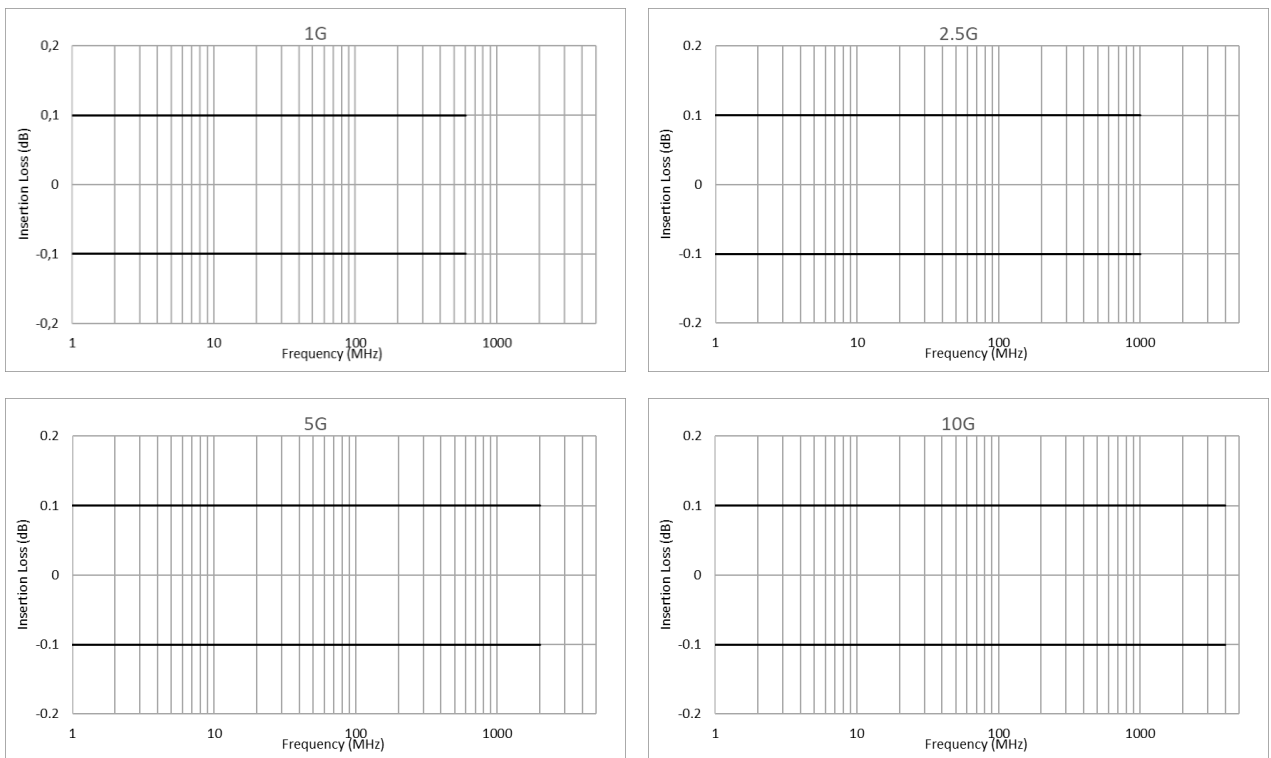 1G
0,2
0,1
0
-0,1
-0,2
Insertion Loss (dB)
1 10 100 1000
Frequency (MHz)
2.5G
0.2
0.1
0
-0.1
-0.2
Insertion Loss (dB)
1 10 100 1000
Frequency (MHz)
5G
0.2
0.1
0
-0.1
-0.2
Insertion Loss (dB)
1 10 100 1000
Frequency (MHz)
10G
0.2
0.1
0
-0.1
-0.2
Insertion Loss (dB)
1 10 100 1000
Frequency (MHz)